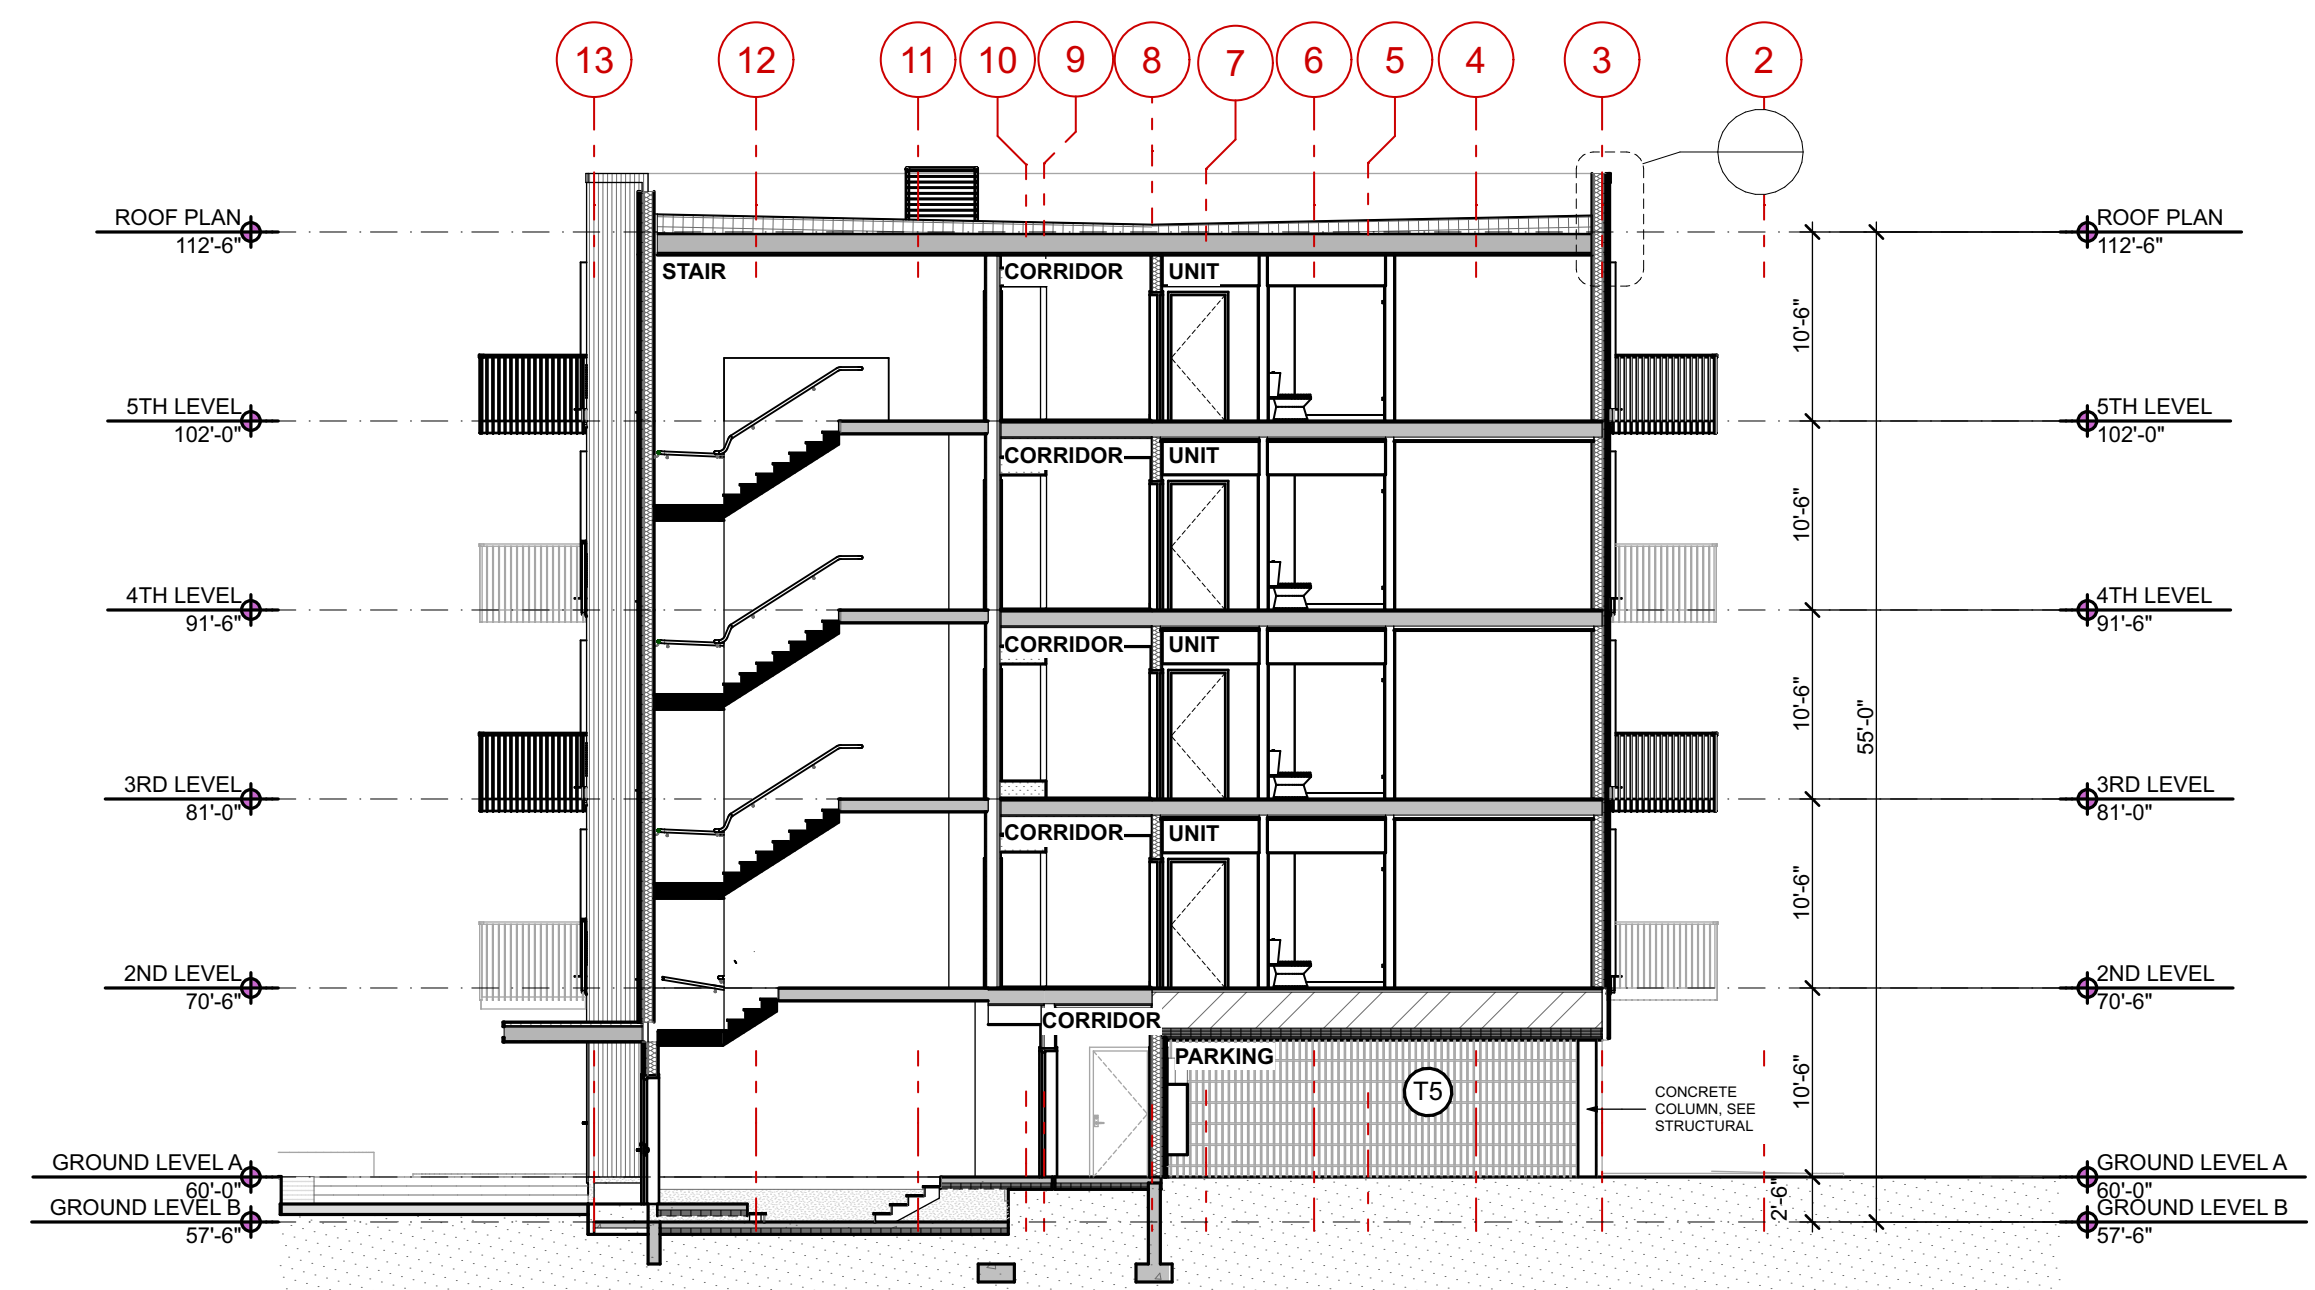 13 12 11 10 9 8 7 6 5 4 3 2
ROOF PLAN
112'-6"
ROOF PLAN
112'-6"
STAIR CORRIDOR UNIT
10'-6"
5TH LEVEL
102'-0"
5TH LEVEL
102'-0"
CORRIDOR UNIT
10'-6"
4TH LEVEL
91'-6"
4TH LEVEL
91'-6"
CORRIDOR UNIT
10'-6"
55'-0"
3RD LEVEL
81'-0"
3RD LEVEL
81'-0"
CORRIDOR UNIT
10'-6"
2ND LEVEL
70'-6"
2ND LEVEL
70'-6"
CORRIDOR
PARKING
T5
10'-6"
CONCRETE
COLUMN, SEE
STRUCTURAL
GROUND LEVEL A
60'-0"
GROUND LEVEL A
60'-0"
2'-6"
GROUND LEVEL B
57'-6"
GROUND LEVEL B
57'-6"